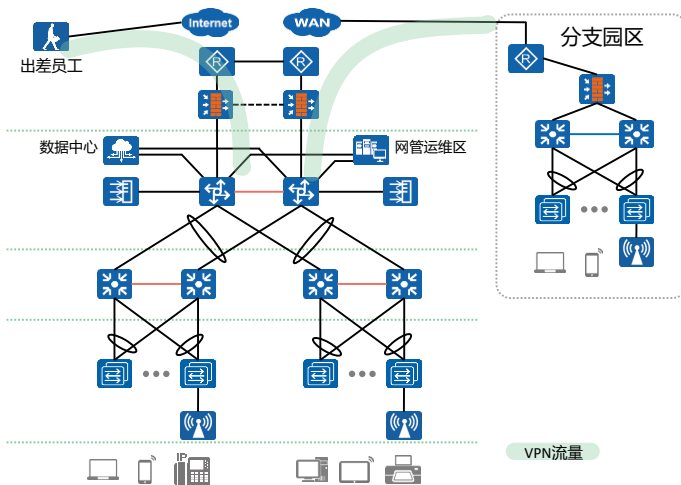 Internet
WAN
分支园区
出差员工
R
R
R
数据中心
网管运维区
IP
VPN流量